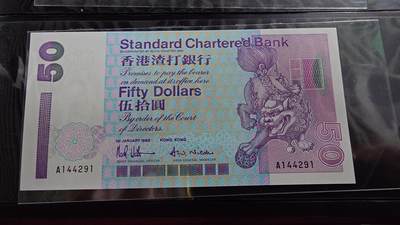 50
Standard Chartered Bank
香港渣打銀行
Promises to pay the bearer
on demand at its office here
Fifty Dollars
伍拾圓
By order of the Court
of Directors.
HONG KONG
A144291
A144291
50